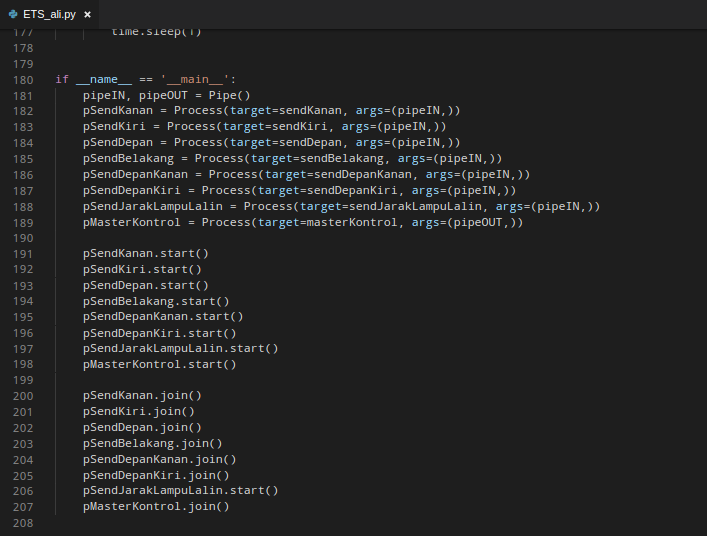 ETS_ali.py ×
177 time.sleep(1)
178
179
180 if __name__ == '__main__':
181 pipeIN, pipeOUT = Pipe()
182 pSendKanan = Process(target=sendKanan, args=(pipeIN,))
183 pSendKiri = Process(target=sendKiri, args=(pipeIN,))
184 pSendDepan = Process(target=sendDepan, args=(pipeIN,))
185 pSendBelakang = Process(target=sendBelakang, args=(pipeIN,))
186 pSendDepanKanan = Process(target=sendDepanKanan, args=(pipeIN,))
187 pSendDepanKiri = Process(target=sendDepanKiri, args=(pipeIN,))
188 pSendJarakLampuLalin = Process(target=sendJarakLampuLalin, args=(pipeIN,))
189 pMasterKontrol = Process(target=masterKontrol, args=(pipeOUT,))
190
191 pSendKanan.start()
192 pSendKiri.start()
193 pSendDepan.start()
194 pSendBelakang.start()
195 pSendDepanKanan.start()
196 pSendDepanKiri.start()
197 pSendJarakLampuLalin.start()
198 pMasterKontrol.start()
199
200 pSendKanan.join()
201 pSendKiri.join()
202 pSendDepan.join()
203 pSendBelakang.join()
204 pSendDepanKanan.join()
205 pSendDepanKiri.join()
206 pSendJarakLampuLalin.start()
207 pMasterKontrol.join()
208